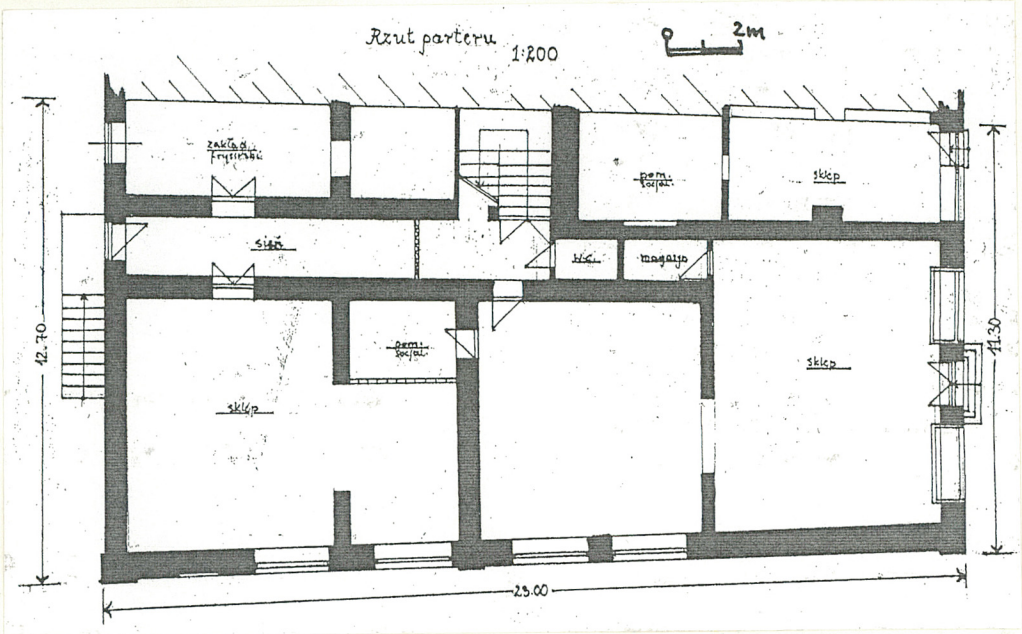 Rzut parteru
1:200
2m
zakład
fryzjerski
pom.
socjal.
sklep
sień
W.C.
magazyn
12.70
11.30
pom.
socjal.
sklep
sklep
23.00